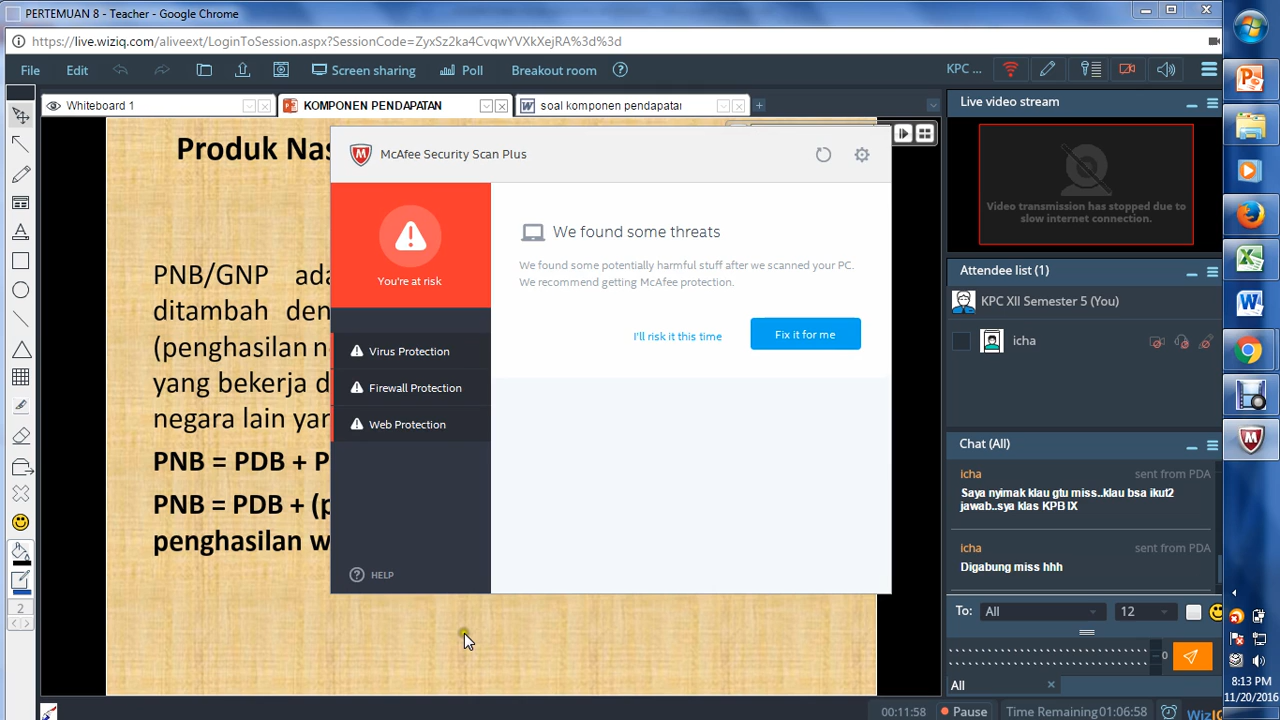 PERTEMUAN 8 - Teacher - Google Chrome
https://live.wiziq.com/aliveext/LoginToSession.aspx?SessionCode=ZyxSz2ka4CvqwYVXkXejRA%3d%3d
File Edit Screen sharing Poll Breakout room KPC ...
Whiteboard 1 KOMPONEN PENDAPATAN soal komponen pendapatai
Produk Nas
PNB/GNP ada
ditambah den
(penghasilan n
yang bekerja d
negara lain yar
PNB = PDB + P
PNB = PDB + (p
penghasilan w
McAfee Security Scan Plus
You're at risk
Virus Protection
Firewall Protection
Web Protection
HELP
We found some threats
We found some potentially harmful stuff after we scanned your PC.
We recommend getting McAfee protection.
I'll risk it this time
Fix it for me
Live video stream
Video transmission has stopped due to
slow internet connection.
Attendee list (1)
KPC XII Semester 5 (You)
icha
Chat (All)
icha sent from PDA
Saya nyimak klau gtu miss..klau bsa ikut2
jawab..sya klas KPB IX
icha sent from PDA
Digabung miss hhh
To: All 12
0
All
2
00:11:58 Pause Time Remaining 01:06:58
8:13 PM
11/20/2016